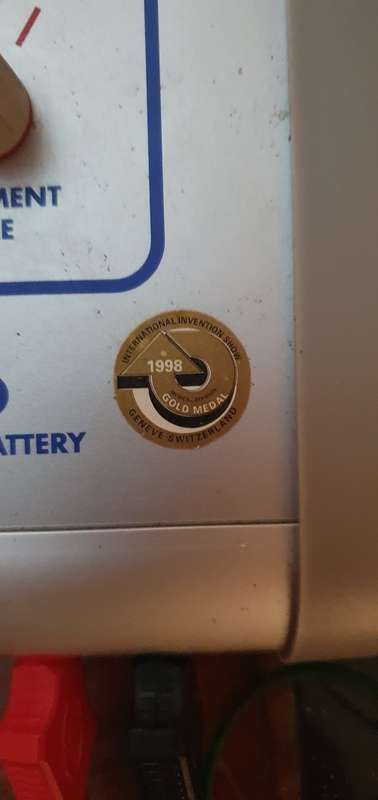 MENT
E
INTERNATIONAL INVENTION SHOW
1998
GOLD MEDAL
GENEVE SWITZERLAND
ATTERY